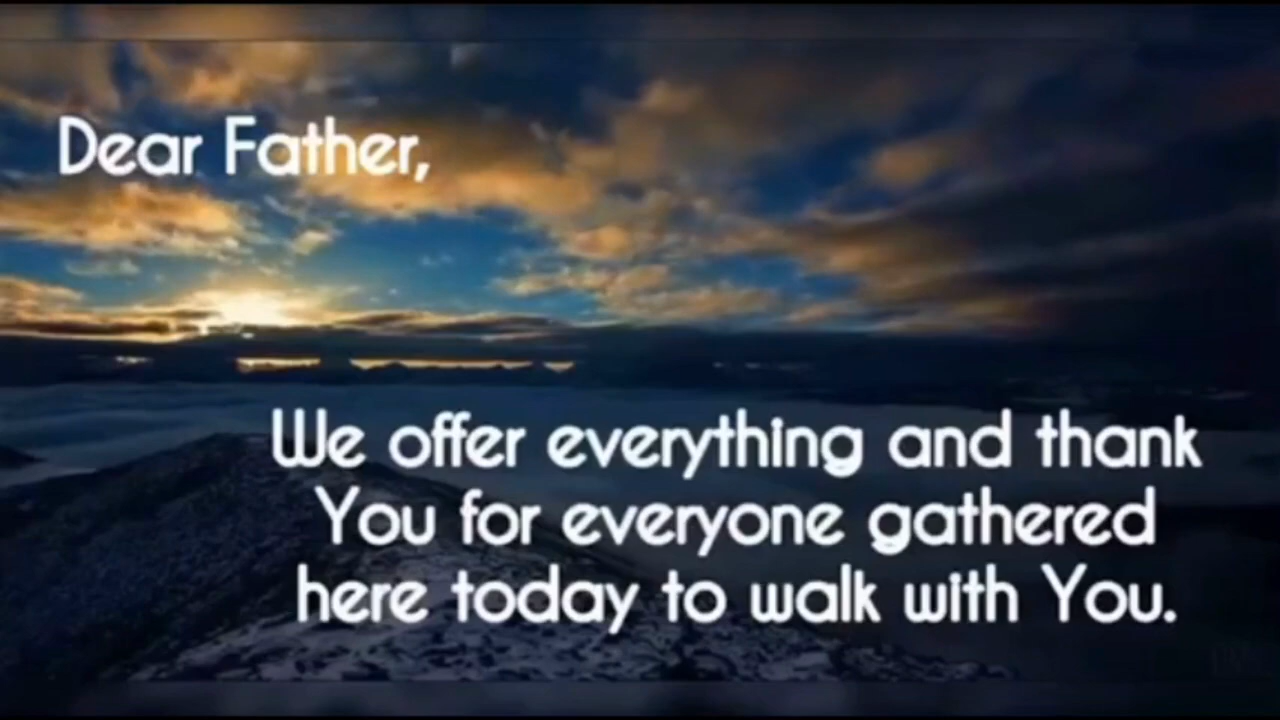 Dear Father,
We offer everything and thank
You for everyone gathered
here today to walk with You.